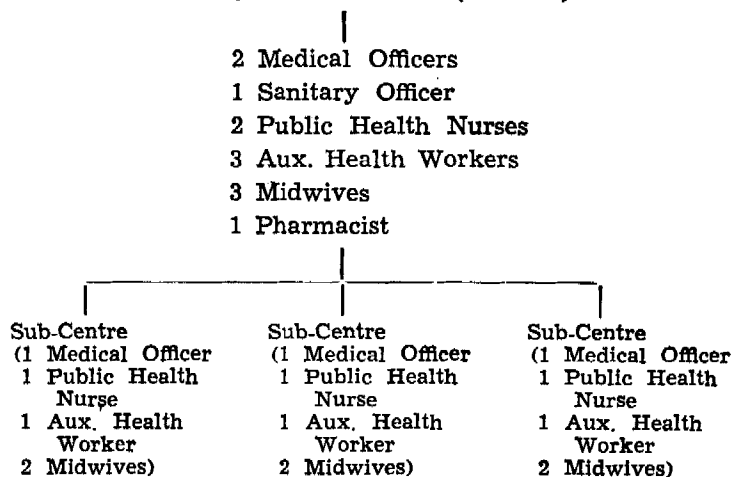 2 Medical Officers
1 Sanitary Officer
2 Public Health Nurses
3 Aux. Health Workers
3 Midwives
1 Pharmacist
Sub-Centre
(1 Medical Officer
1 Public Health
Nurse
1 Aux. Health
Worker
2 Midwives)
Sub-Centre
(1 Medical Officer
1 Public Health
Nurse
1 Aux. Health
Worker
2 Midwives)
Sub-Centre
(1 Medical Officer
1 Public Health
Nurse
1 Aux. Health
Worker
2 Midwives)